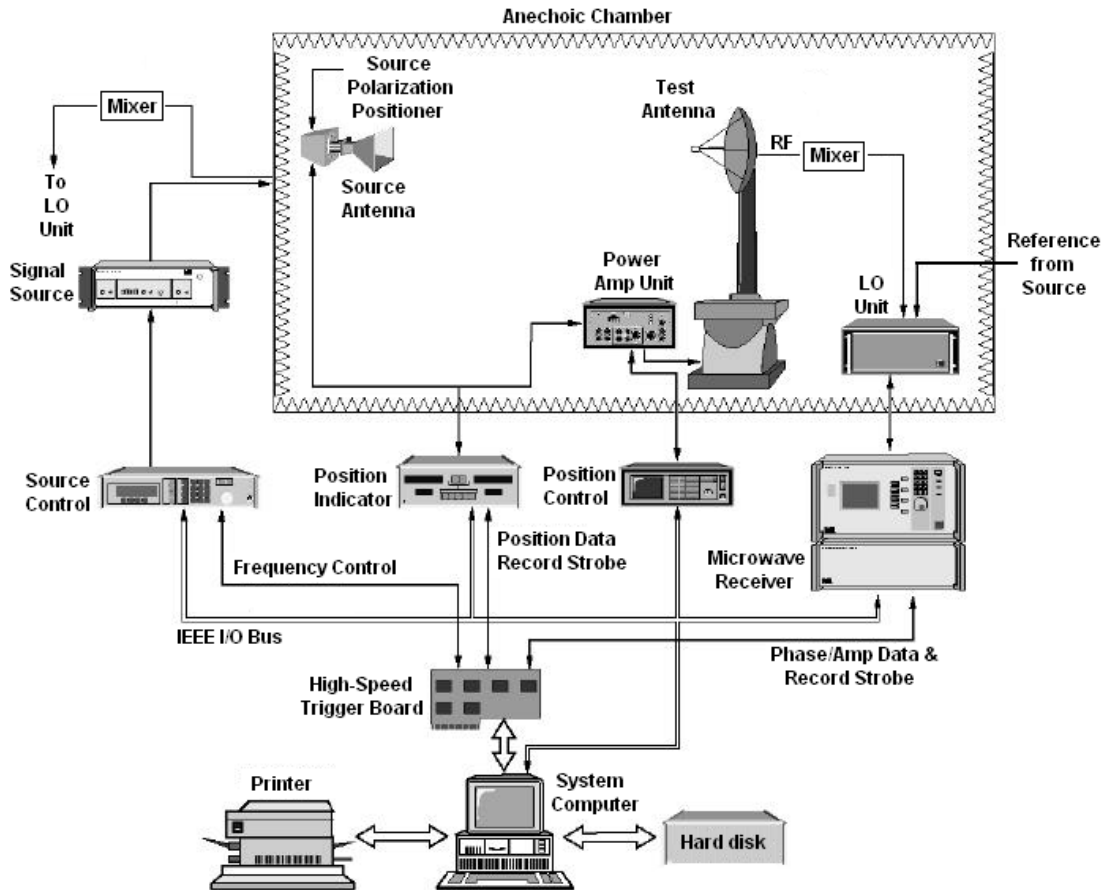 Anechoic Chamber
Source
Polarization
Positioner
Test
Antenna
Mixer
RF
Mixer
To
LO
Unit
Source
Antenna
Signal
Source
Power
Amp Unit
LO
Unit
Reference
from
Source
Source
Control
Position
Indicator
Position
Control
Position Data
Record Strobe
Microwave
Receiver
Frequency Control
IEEE I/O Bus
Phase/Amp Data &
Record Strobe
High-Speed
Trigger Board
Printer
System
Computer
Hard disk